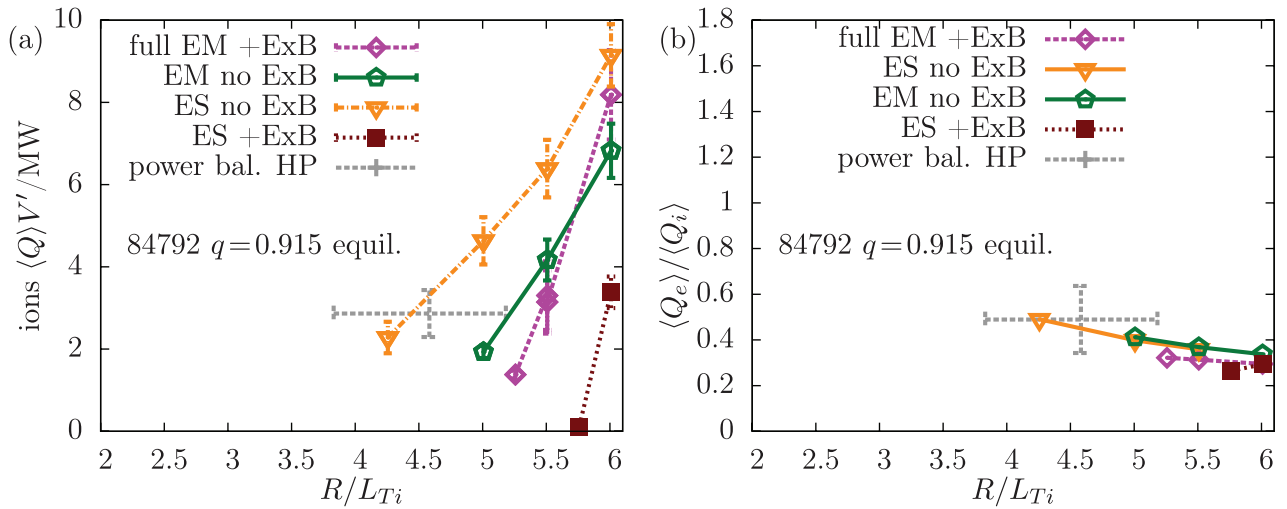 (a)
ions ⟨Q⟩V′/MW
10
8
6
4
2
0
full EM +ExB
EM no ExB
ES no ExB
ES +ExB
power bal. HP
84792 q=0.915 equil.
2 2.5 3 3.5 4 4.5 5 5.5 6
R/L_{Ti}
(b)
⟨Q_e⟩/⟨Q_i⟩
1.8
1.6
1.4
1.2
1
0.8
0.6
0.4
0.2
0
full EM +ExB
ES no ExB
EM no ExB
ES +ExB
power bal. HP
84792 q=0.915 equil.
2 2.5 3 3.5 4 4.5 5 5.5 6
R/L_{Ti}